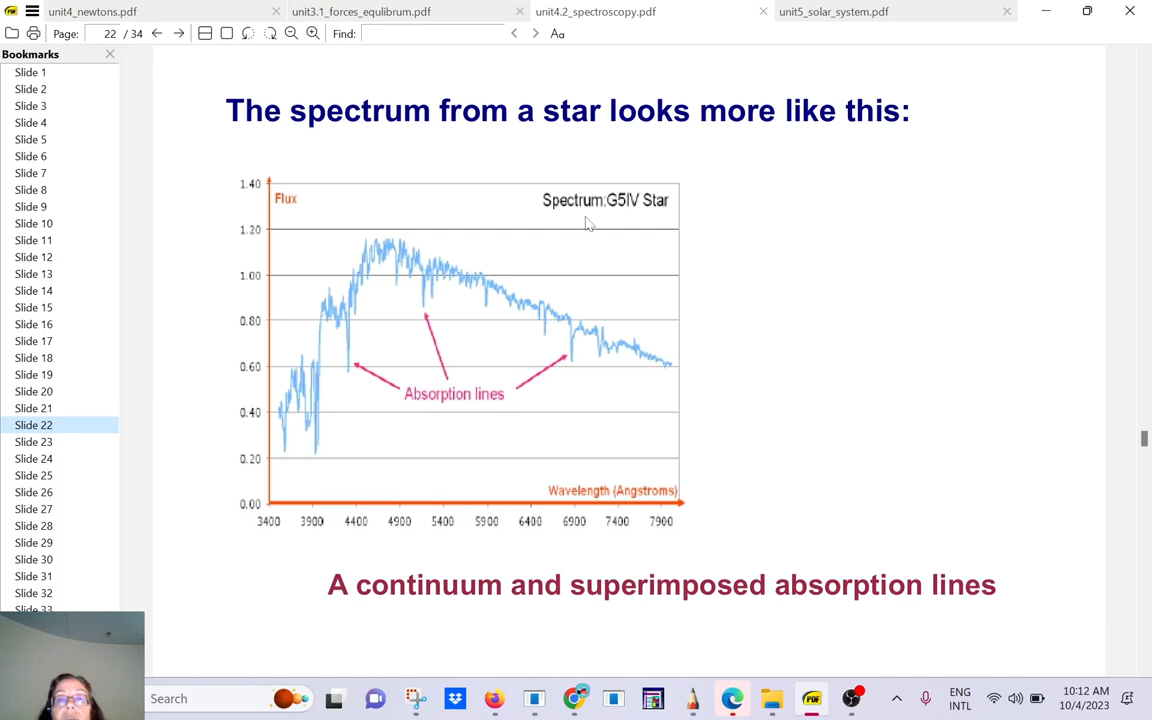 unit4_newtons.pdf
unit3.1_forces_equlibrum.pdf
unit4.2_spectroscopy.pdf
unit5_solar_system.pdf
Page: 22 / 34
Find:
Aa
Bookmarks
Slide 1
Slide 2
Slide 3
Slide 4
Slide 5
Slide 6
Slide 7
Slide 8
Slide 9
Slide 10
Slide 11
Slide 12
Slide 13
Slide 14
Slide 15
Slide 16
Slide 17
Slide 18
Slide 19
Slide 20
Slide 21
Slide 22
Slide 23
Slide 24
Slide 25
Slide 26
Slide 27
Slide 28
Slide 29
Slide 30
Slide 31
Slide 32
Slide 33
The spectrum from a star looks more like this:
1.40
Flux
Spectrum:G5IV Star
1.20
1.00
0.80
0.60
Absorption lines
0.40
0.20
Wavelength (Angstroms)
0.00
3400 3900 4400 4900 5400 5900 6400 6900 7400 7900
A continuum and superimposed absorption lines
Search
PDF
ENG
INTL
10:12 AM
10/4/2023